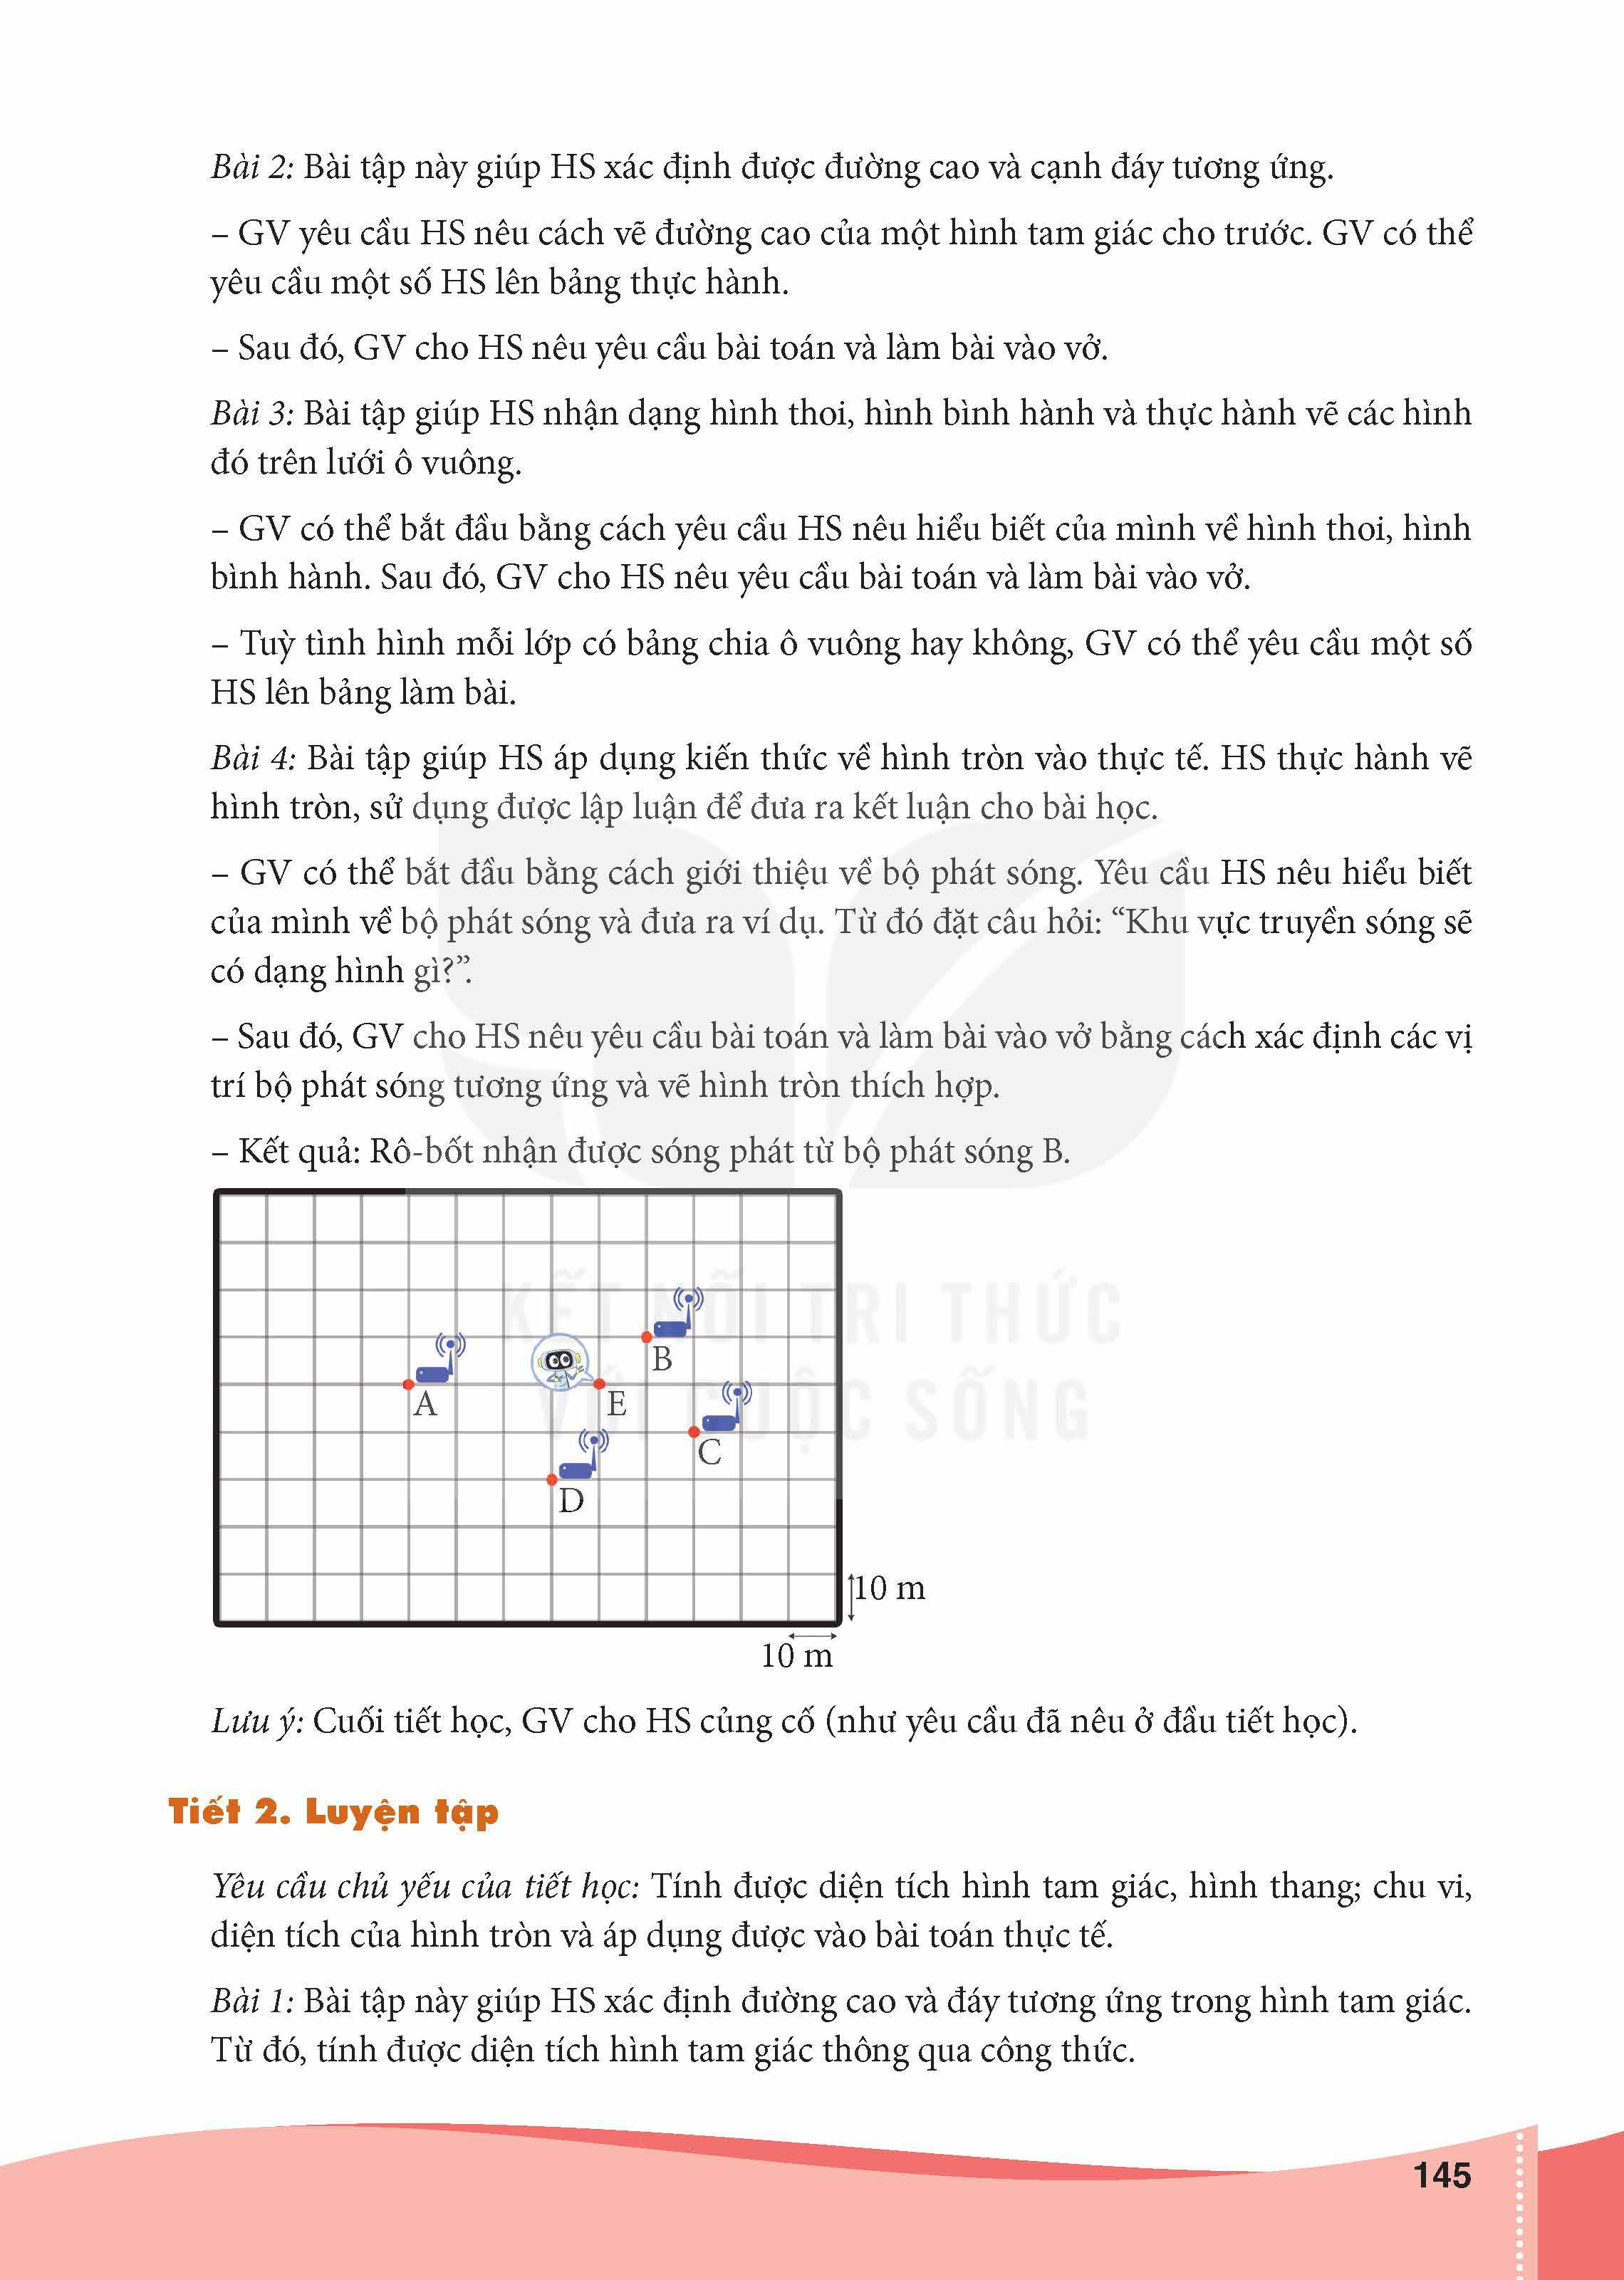 Bài 2: Bài tập này giúp HS xác định được đường cao và cạnh đáy tương ứng.
– GV yêu cầu HS nêu cách vẽ đường cao của một hình tam giác cho trước. GV có thể
yêu cầu một số HS lên bảng thực hành.
– Sau đó, GV cho HS nêu yêu cầu bài toán và làm bài vào vở.
Bài 3: Bài tập giúp HS nhận dạng hình thoi, hình bình hành và thực hành vẽ các hình
đó trên lưới ô vuông.
– GV có thể bắt đầu bằng cách yêu cầu HS nêu hiểu biết của mình về hình thoi, hình
bình hành. Sau đó, GV cho HS nêu yêu cầu bài toán và làm bài vào vở.
– Tuỳ tình hình mỗi lớp có bảng chia ô vuông hay không, GV có thể yêu cầu một số
HS lên bảng làm bài.
Bài 4: Bài tập giúp HS áp dụng kiến thức về hình tròn vào thực tế. HS thực hành vẽ
hình tròn, sử dụng được lập luận để đưa ra kết luận cho bài học.
– GV có thể bắt đầu bằng cách giới thiệu về bộ phát sóng. Yêu cầu HS nêu hiểu biết
của mình về bộ phát sóng và đưa ra ví dụ. Từ đó đặt câu hỏi: “Khu vực truyền sóng sẽ
có dạng hình gì?”.
– Sau đó, GV cho HS nêu yêu cầu bài toán và làm bài vào vở bằng cách xác định các vị
trí bộ phát sóng tương ứng và vẽ hình tròn thích hợp.
– Kết quả: Rô-bốt nhận được sóng phát từ bộ phát sóng B.
KẾT NỐI TRI THỨC
VỚI CUỘC SỐNG
B
A
E
C
D
10 m
10 m
Lưu ý: Cuối tiết học, GV cho HS củng cố (như yêu cầu đã nêu ở đầu tiết học).
Tiết 2. Luyện tập
Yêu cầu chủ yếu của tiết học: Tính được diện tích hình tam giác, hình thang; chu vi,
diện tích của hình tròn và áp dụng được vào bài toán thực tế.
Bài 1: Bài tập này giúp HS xác định đường cao và đáy tương ứng trong hình tam giác.
Từ đó, tính được diện tích hình tam giác thông qua công thức.
145